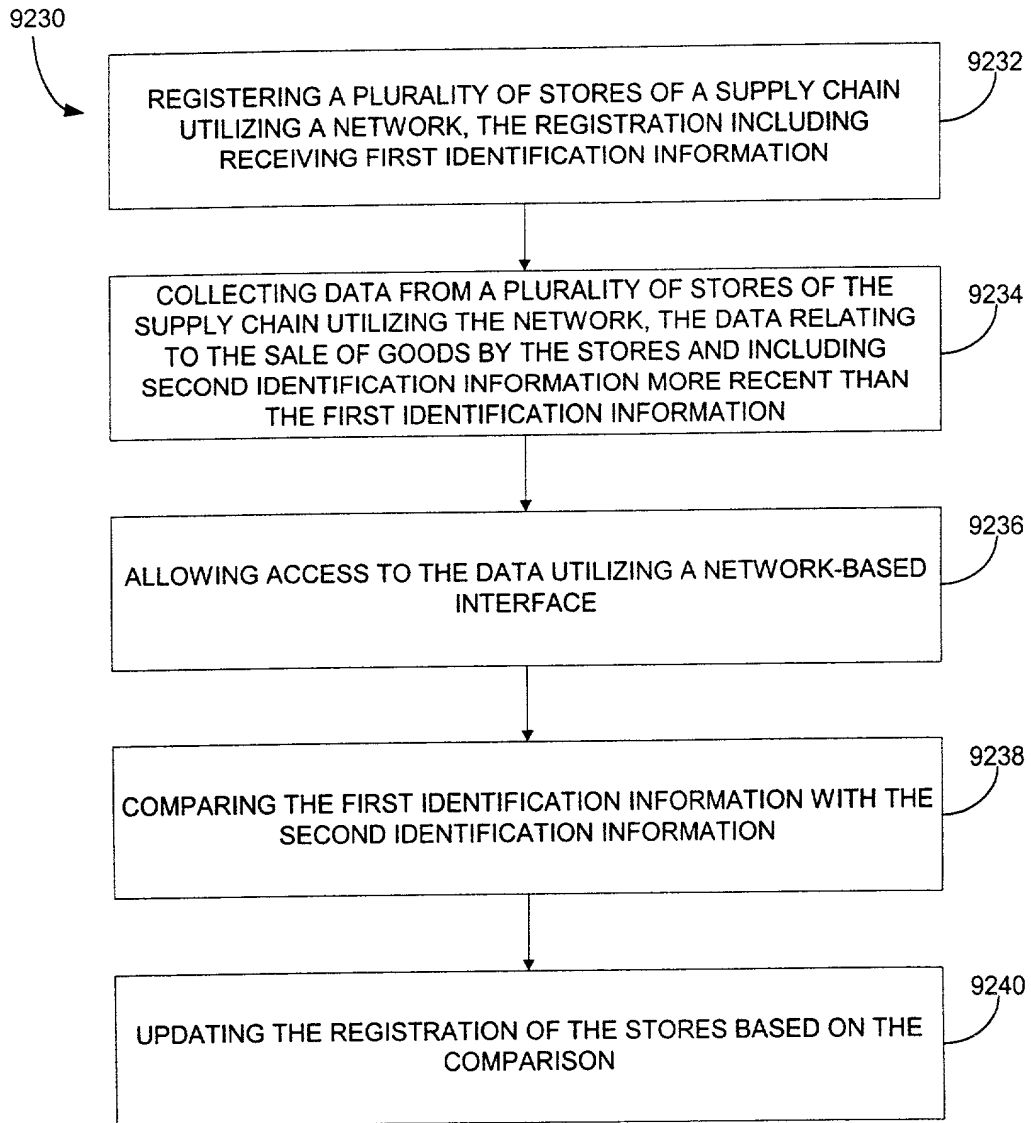 9230
9232
REGISTERING A PLURALITY OF STORES OF A SUPPLY CHAIN
UTILIZING A NETWORK, THE REGISTRATION INCLUDING
RECEIVING FIRST IDENTIFICATION INFORMATION
9234
COLLECTING DATA FROM A PLURALITY OF STORES OF THE
SUPPLY CHAIN UTILIZING THE NETWORK, THE DATA RELATING
TO THE SALE OF GOODS BY THE STORES AND INCLUDING
SECOND IDENTIFICATION INFORMATION MORE RECENT THAN
THE FIRST IDENTIFICATION INFORMATION
9236
ALLOWING ACCESS TO THE DATA UTILIZING A NETWORK-BASED
INTERFACE
9238
COMPARING THE FIRST IDENTIFICATION INFORMATION WITH THE
SECOND IDENTIFICATION INFORMATION
9240
UPDATING THE REGISTRATION OF THE STORES BASED ON THE
COMPARISON